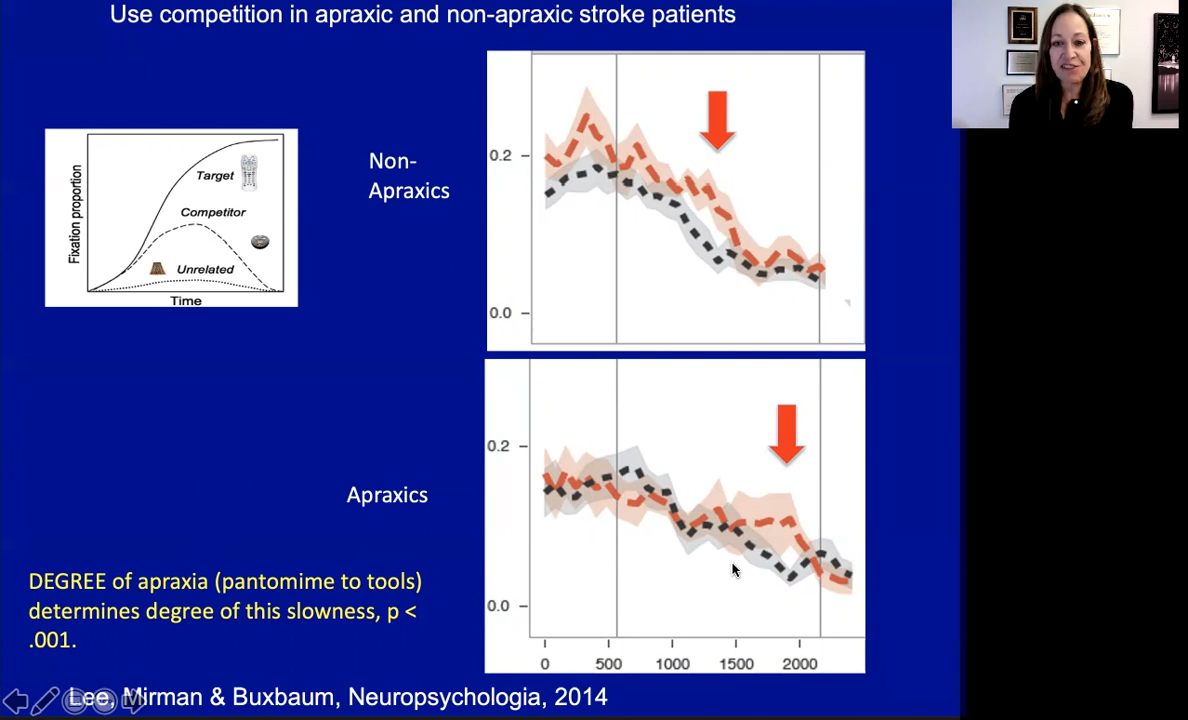 Use competition in apraxic and non-apraxic stroke patients
Fixation proportion
Target
Competitor
Unrelated
Time
Non-
Apraxics
0.2
0.0
Apraxics
0.2
0.0
0
500
1000
1500
2000
DEGREE of apraxia (pantomime to tools)
determines degree of this slowness, p <
.001.
Lee, Mirman & Buxbaum, Neuropsychologia, 2014